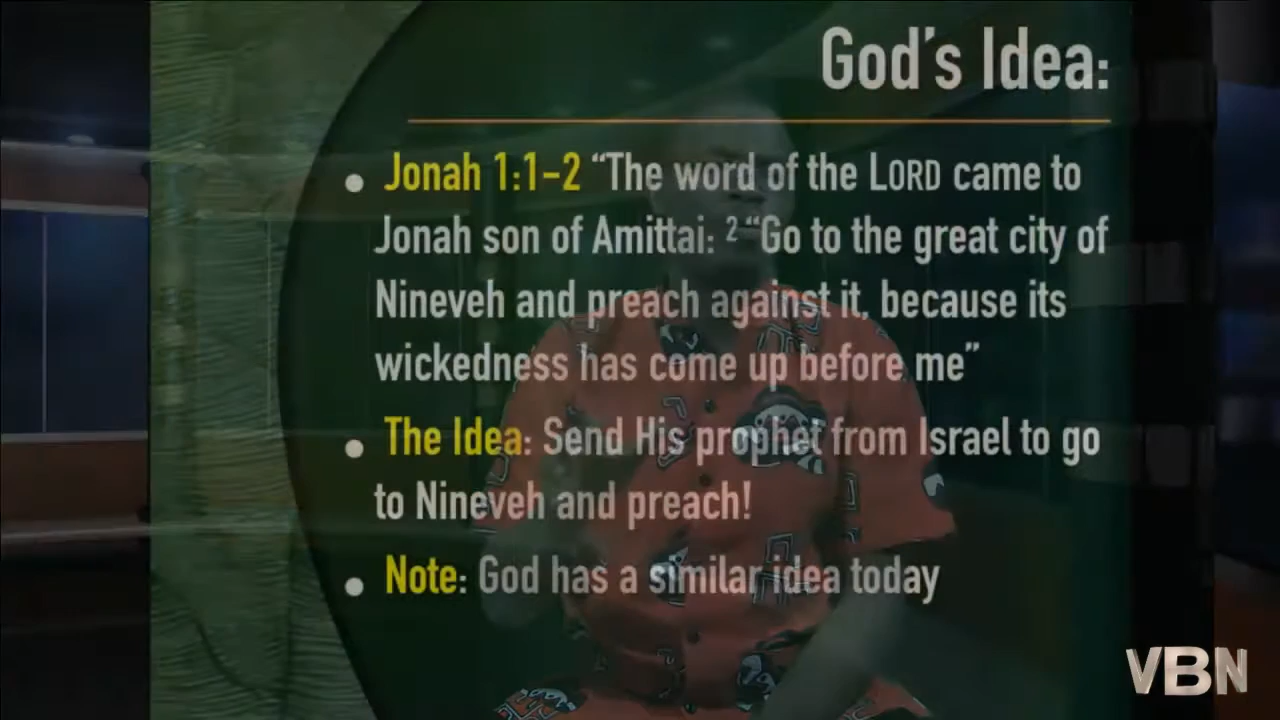 God's Idea:
• Jonah 1:1-2 “The word of the LORD came to
Jonah son of Amittai: ² “Go to the great city of
Nineveh and preach against it, because its
wickedness has come up before me”
• The Idea: Send His prophet from Israel to go
to Nineveh and preach!
• Note: God has a similar idea today
VBN